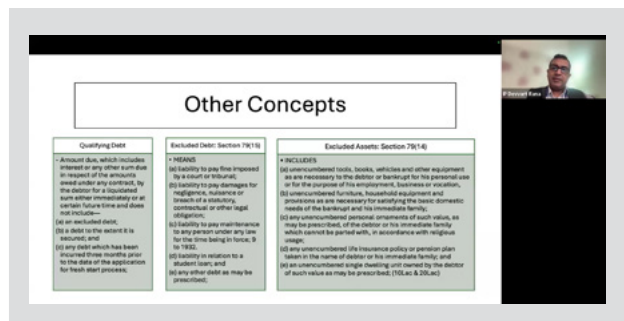 Other Concepts
Qualifying Debt
• Amount due, which includes
interest or any other sum due
in respect of the amounts
owed under any contract, by
the debtor for a liquidated
sum either immediately or at
certain future time and does
not include—
(a) an excluded debt;
(b) a debt to the extent it is
secured; and
(c) any debt which has been
incurred three months prior
to the date of the application
for fresh start process;
Excluded Debt: Section 79(15)
• MEANS
(a) liability to pay fine imposed
by a court or tribunal;
(b) liability to pay damages for
negligence, nuisance or
breach of a statutory,
contractual or other legal
obligation;
(c) liability to pay maintenance
to any person under any law
for the time being in force; 9
to 1932.
(d) liability in relation to a
student loan; and
(e) any other debt as may be
prescribed;
Excluded Assets: Section 79(14)
• INCLUDES
(a) unencumbered tools, books, vehicles and other equipment
as are necessary to the debtor or bankrupt for his personal use
or for the purpose of his employment, business or vocation,
(b) unencumbered furniture, household equipment and
provisions as are necessary for satisfying the basic domestic
needs of the bankrupt and his immediate family;
(c) any unencumbered personal ornaments of such value, as
may be prescribed, of the debtor or his immediate family
which cannot be parted with, in accordance with religious
usage;
(d) any unencumbered life insurance policy or pension plan
taken in the name of debtor or his immediate family; and
(e) an unencumbered single dwelling unit owned by the debtor
of such value as may be prescribed; (10Lac & 20Lac)